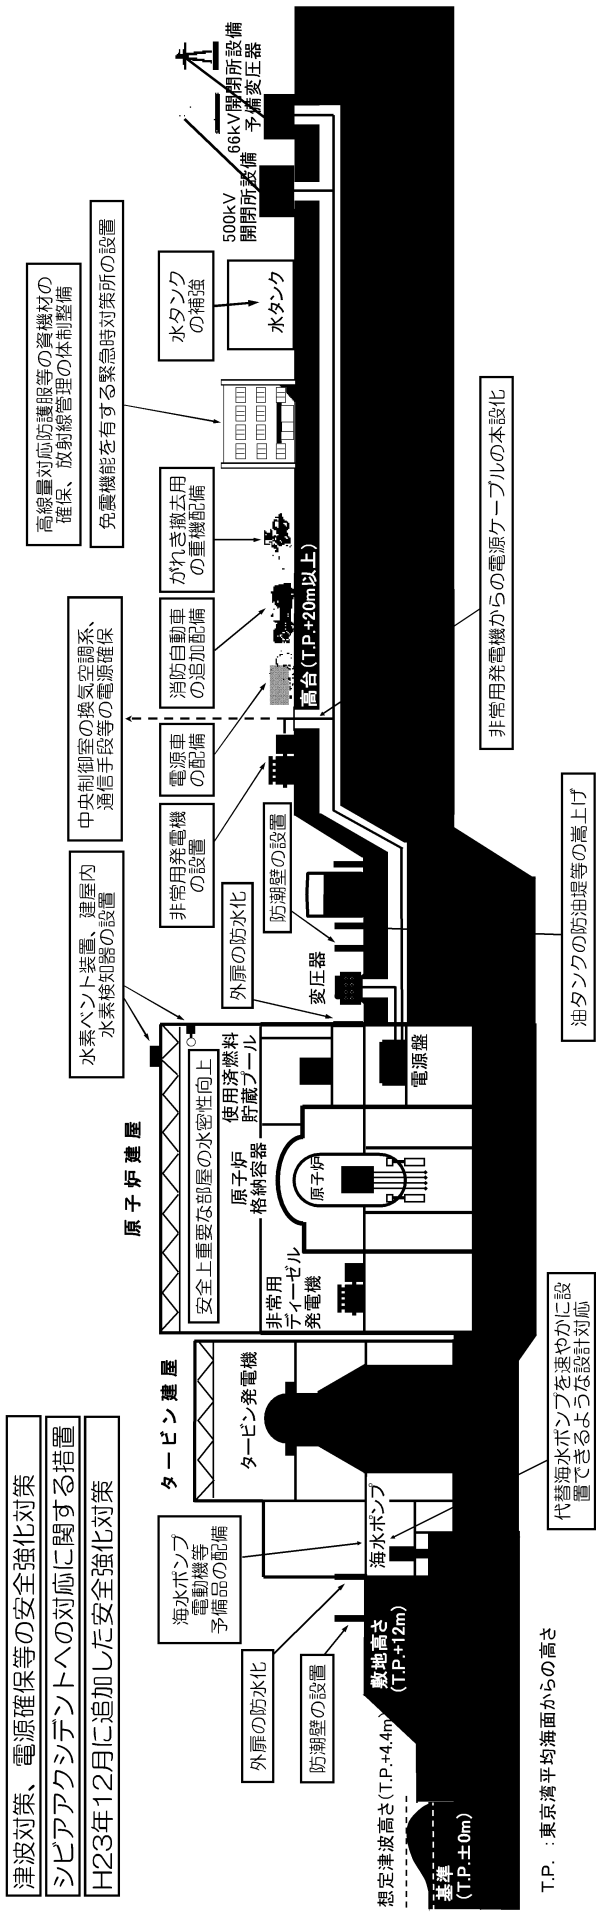 津波対策、電源確保等の安全強化対策
シビアアクシデントへの対応に関する措置
H23年12月に追加した安全強化対策
高線量対応防護服等の資機材の
確保、放射線管理の体制整備
免震機能を有する緊急時対策所の設置
中央制御室の換気空調系、
通信手段等の電源確保
水素ベント装置、建屋内
水素検知器の設置
原子炉建屋
タービン建屋
海水ポンプ
電動機等
予備品の配備
外扉の防水化
防潮壁の設置
タービン発電機
安全上重要な部屋の水密性向上
非常用発電機
の設置
電源車
の配備
消防自動車
の追加配備
がれき撤去用
の重機配備
水タンク
の補強
水タンク
500kV
開閉所設備
66kV開閉所設備
予備変圧器
外扉の防水化
防潮壁の設置
使用済燃料
貯蔵プール
原子炉
格納容器
原子炉
非常用
ディーゼル
発電機
変圧器
電源盤
高台(T.P.+20m以上)
海水ポンプ
敷地高さ
(T.P.+12m)
想定津波高さ(T.P.+4.4m)
基準
(T.P.±0m)
非常用発電機からの電源ケーブルの本設化
油タンクの防油堤等の嵩上げ
代替海水ポンプを速やかに設
置できるような設計対応
T.P. :東京湾平均海面からの高さ